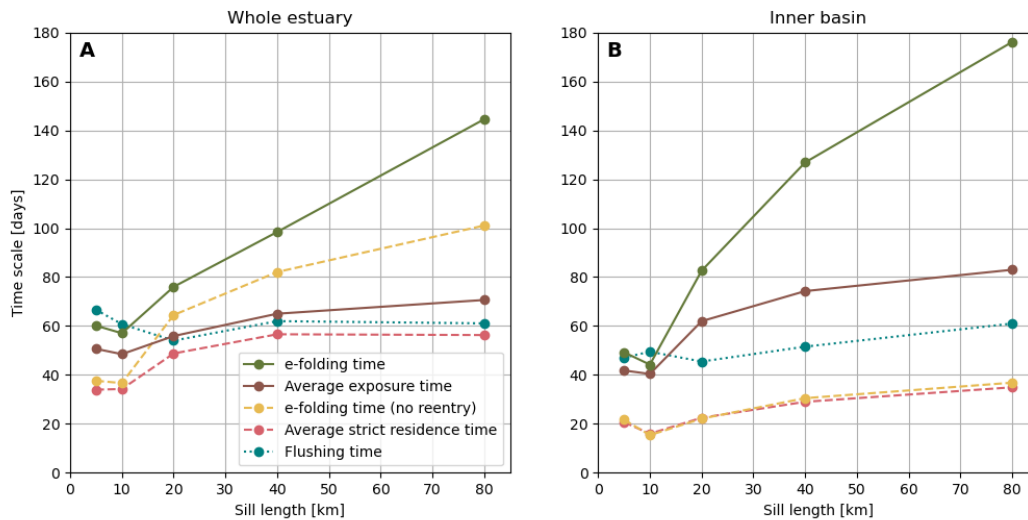 Whole estuary
Inner basin
A
B
Time scale [days]
180
160
140
120
100
80
60
40
20
0
e-folding time
Average exposure time
e-folding time (no reentry)
Average strict residence time
Flushing time
0 10 20 30 40 50 60 70 80
Sill length [km]
180
160
140
120
100
80
60
40
20
0
0 10 20 30 40 50 60 70 80
Sill length [km]